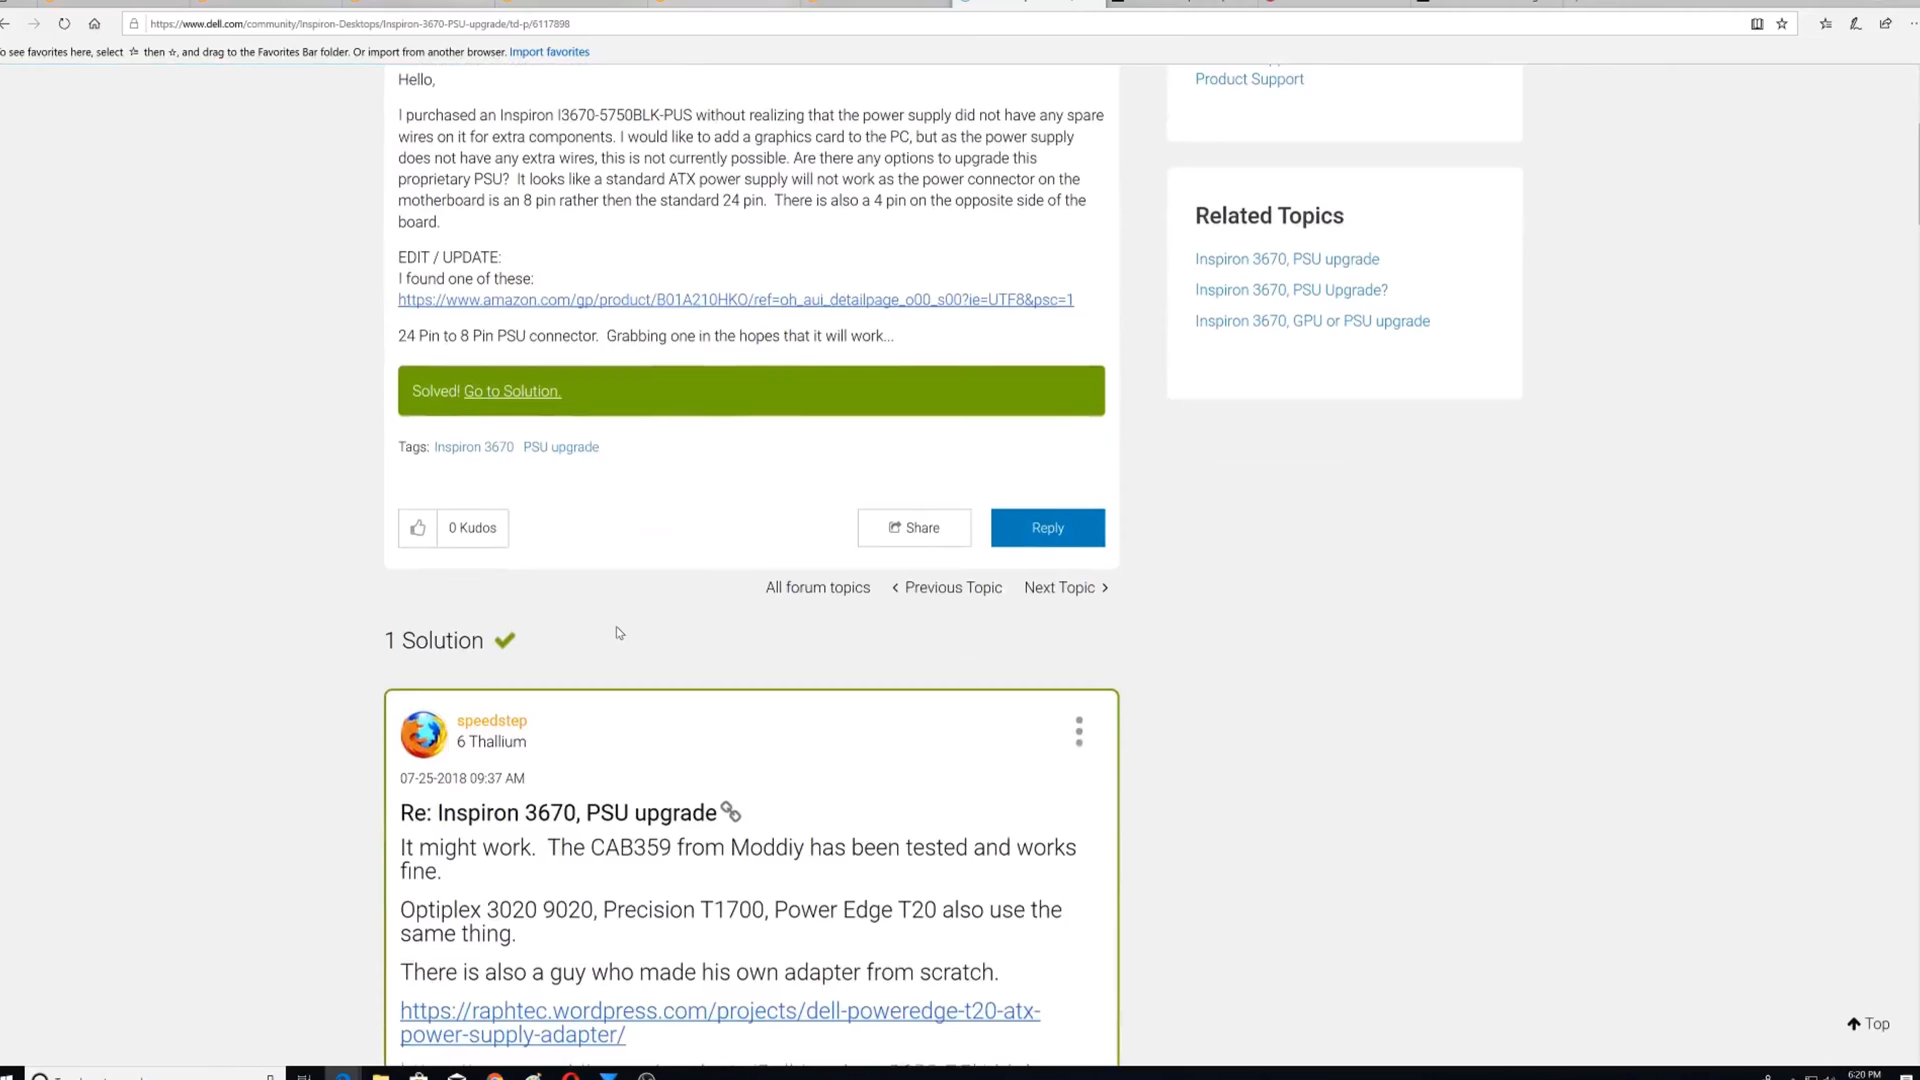 https://www.dell.com/community/Inspiron-Desktops/Inspiron-3670-PSU-upgrade/td-p/6117898
o see favorites here, select then , and drag to the Favorites Bar folder. Or import from another browser. Import favorites
Hello,
I purchased an Inspiron I3670-5750BLK-PUS without realizing that the power supply did not have any spare
wires on it for extra components. I would like to add a graphics card to the PC, but as the power supply
does not have any extra wires, this is not currently possible. Are there any options to upgrade this
proprietary PSU? It looks like a standard ATX power supply will not work as the power connector on the
motherboard is an 8 pin rather then the standard 24 pin. There is also a 4 pin on the opposite side of the
board.
EDIT / UPDATE:
I found one of these:
https://www.amazon.com/gp/product/B01A210HKO/ref=oh_aui_detailpage_o00_s00?ie=UTF8&psc=1
24 Pin to 8 Pin PSU connector. Grabbing one in the hopes that it will work...
Solved! Go to Solution.
Tags: Inspiron 3670 PSU upgrade
0 Kudos
Share
Reply
All forum topics
Previous Topic
Next Topic
1 Solution
speedstep
6 Thallium
07-25-2018 09:37 AM
Re: Inspiron 3670, PSU upgrade
It might work. The CAB359 from Moddiy has been tested and works
fine.
Optiplex 3020 9020, Precision T1700, Power Edge T20 also use the
same thing.
There is also a guy who made his own adapter from scratch.
https://raphtec.wordpress.com/projects/dell-poweredge-t20-atx-
power-supply-adapter/
Product Support
Related Topics
Inspiron 3670, PSU upgrade
Inspiron 3670, PSU Upgrade?
Inspiron 3670, GPU or PSU upgrade
Top
6:20 PM